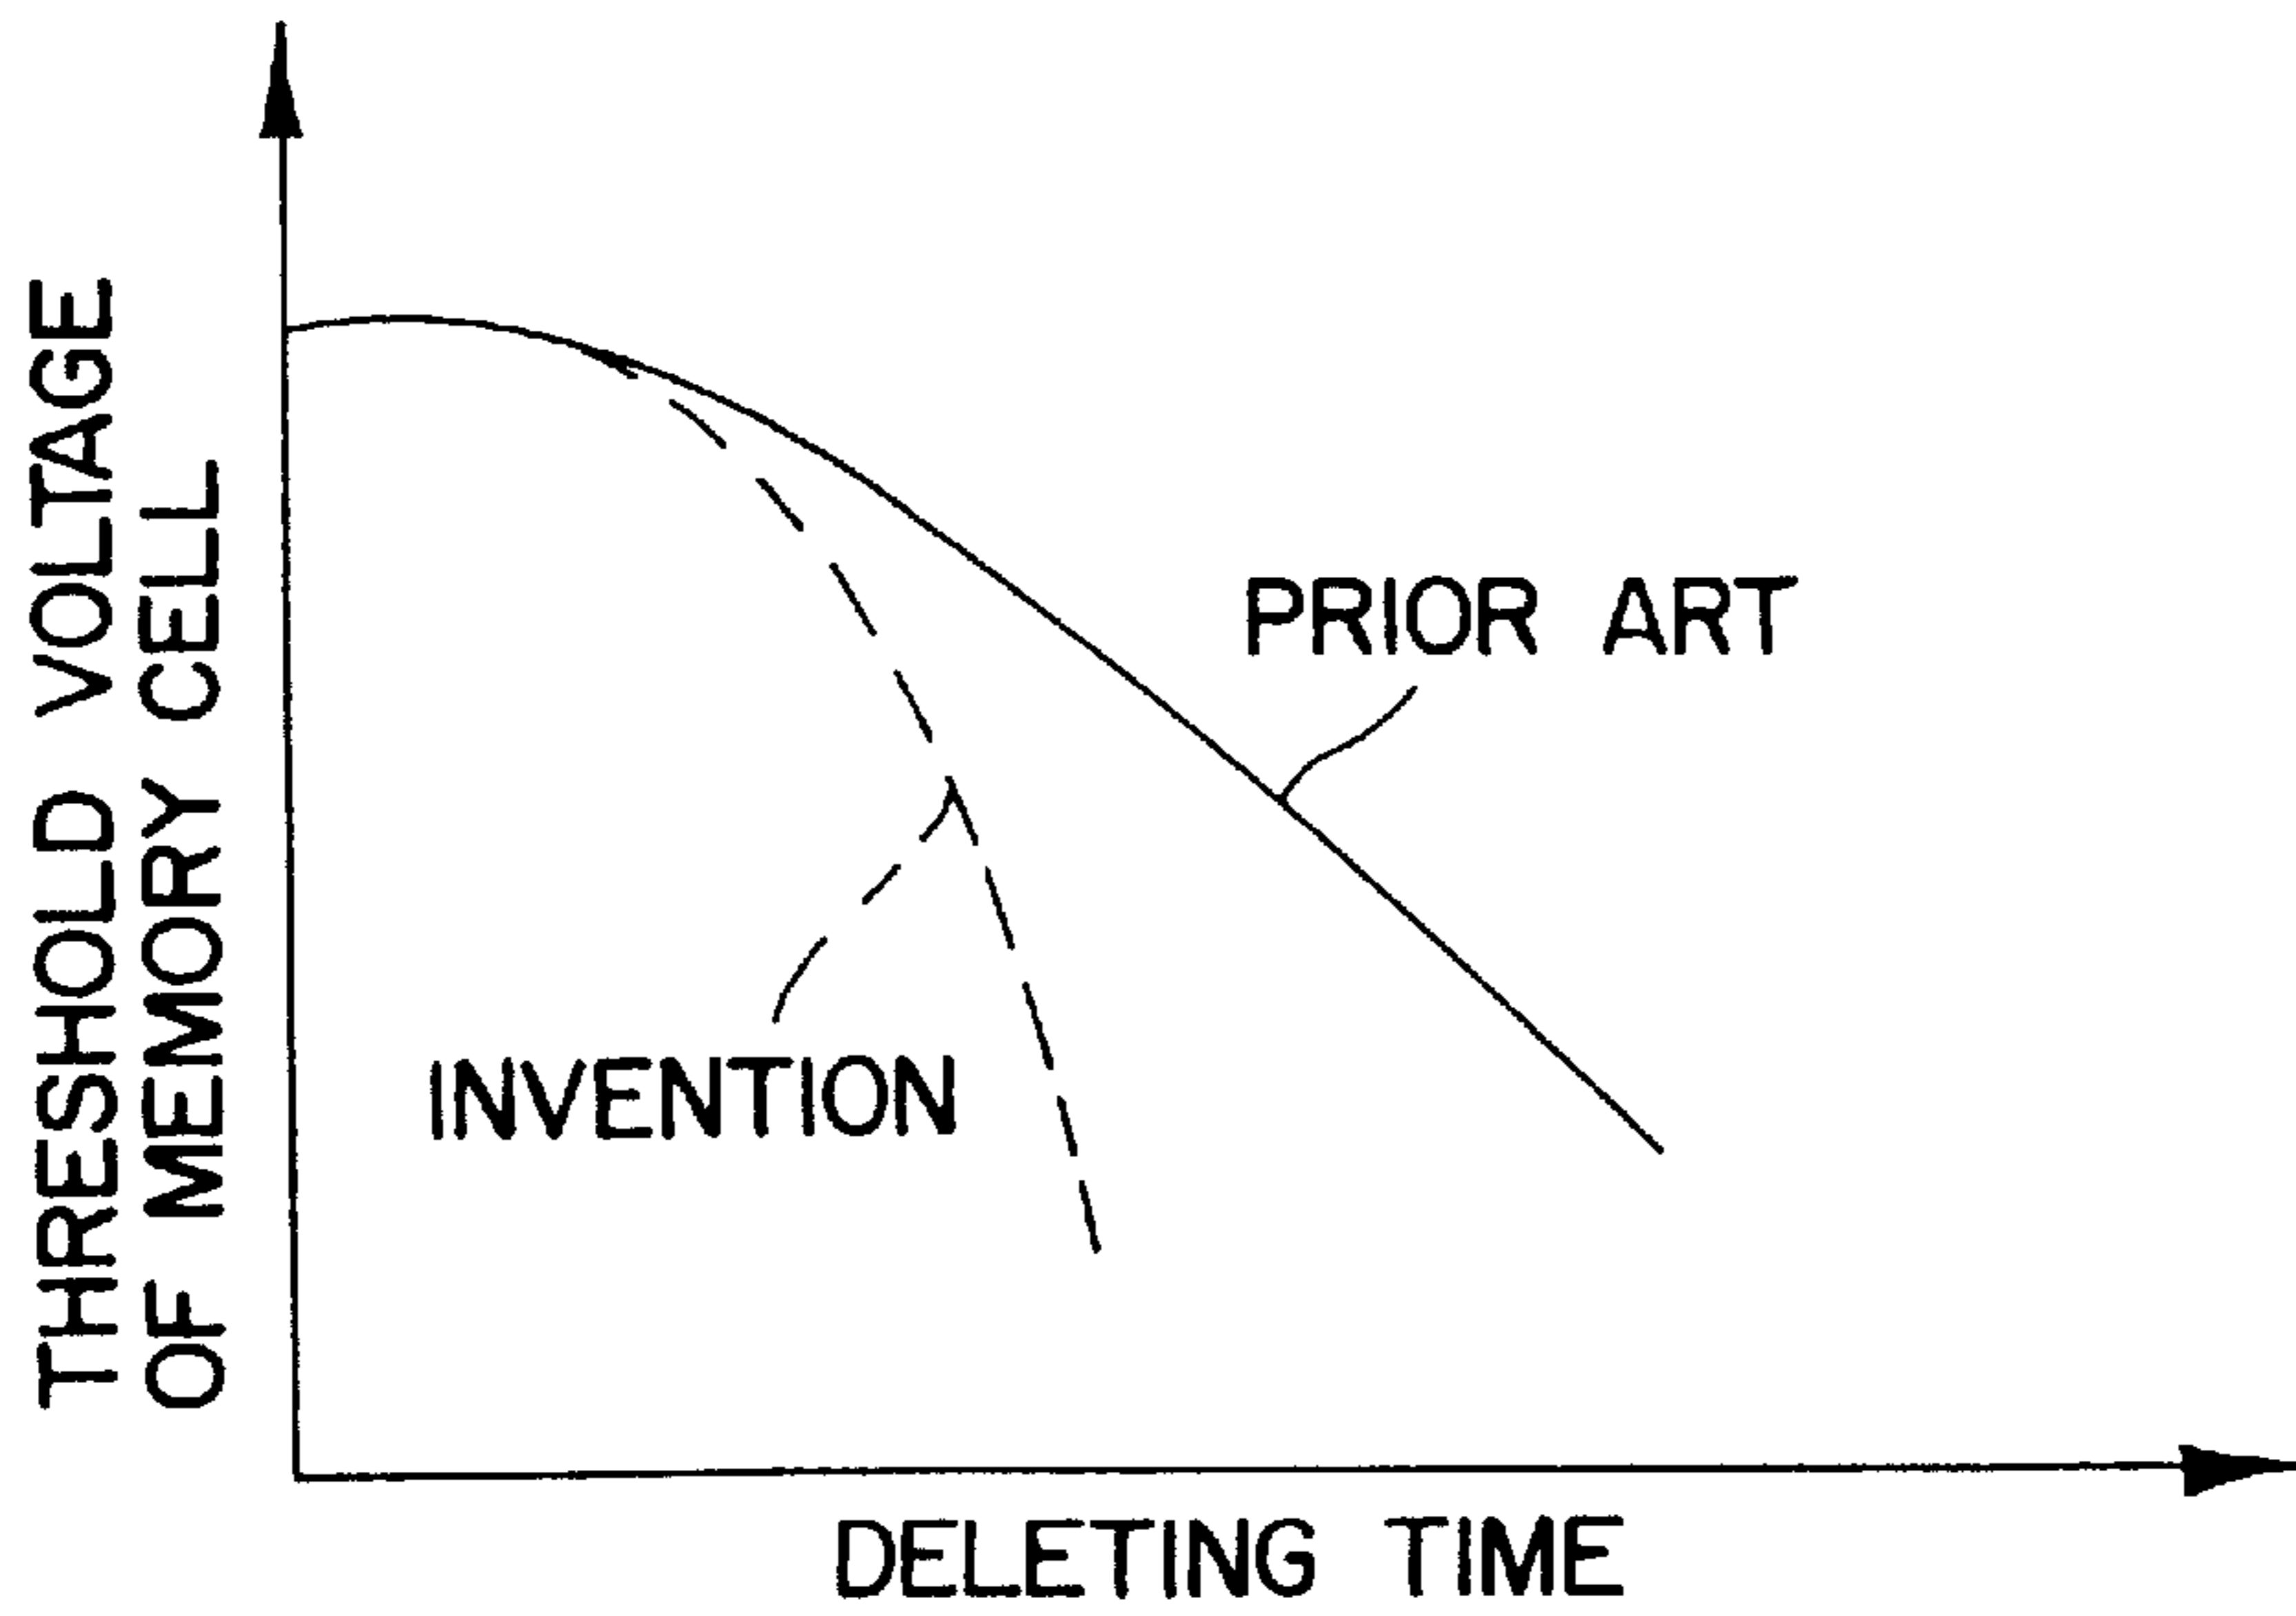 THRESHOLD VOLTAGE
OF MEMORY CELL
PRIOR ART
INVENTION
DELETING TIME